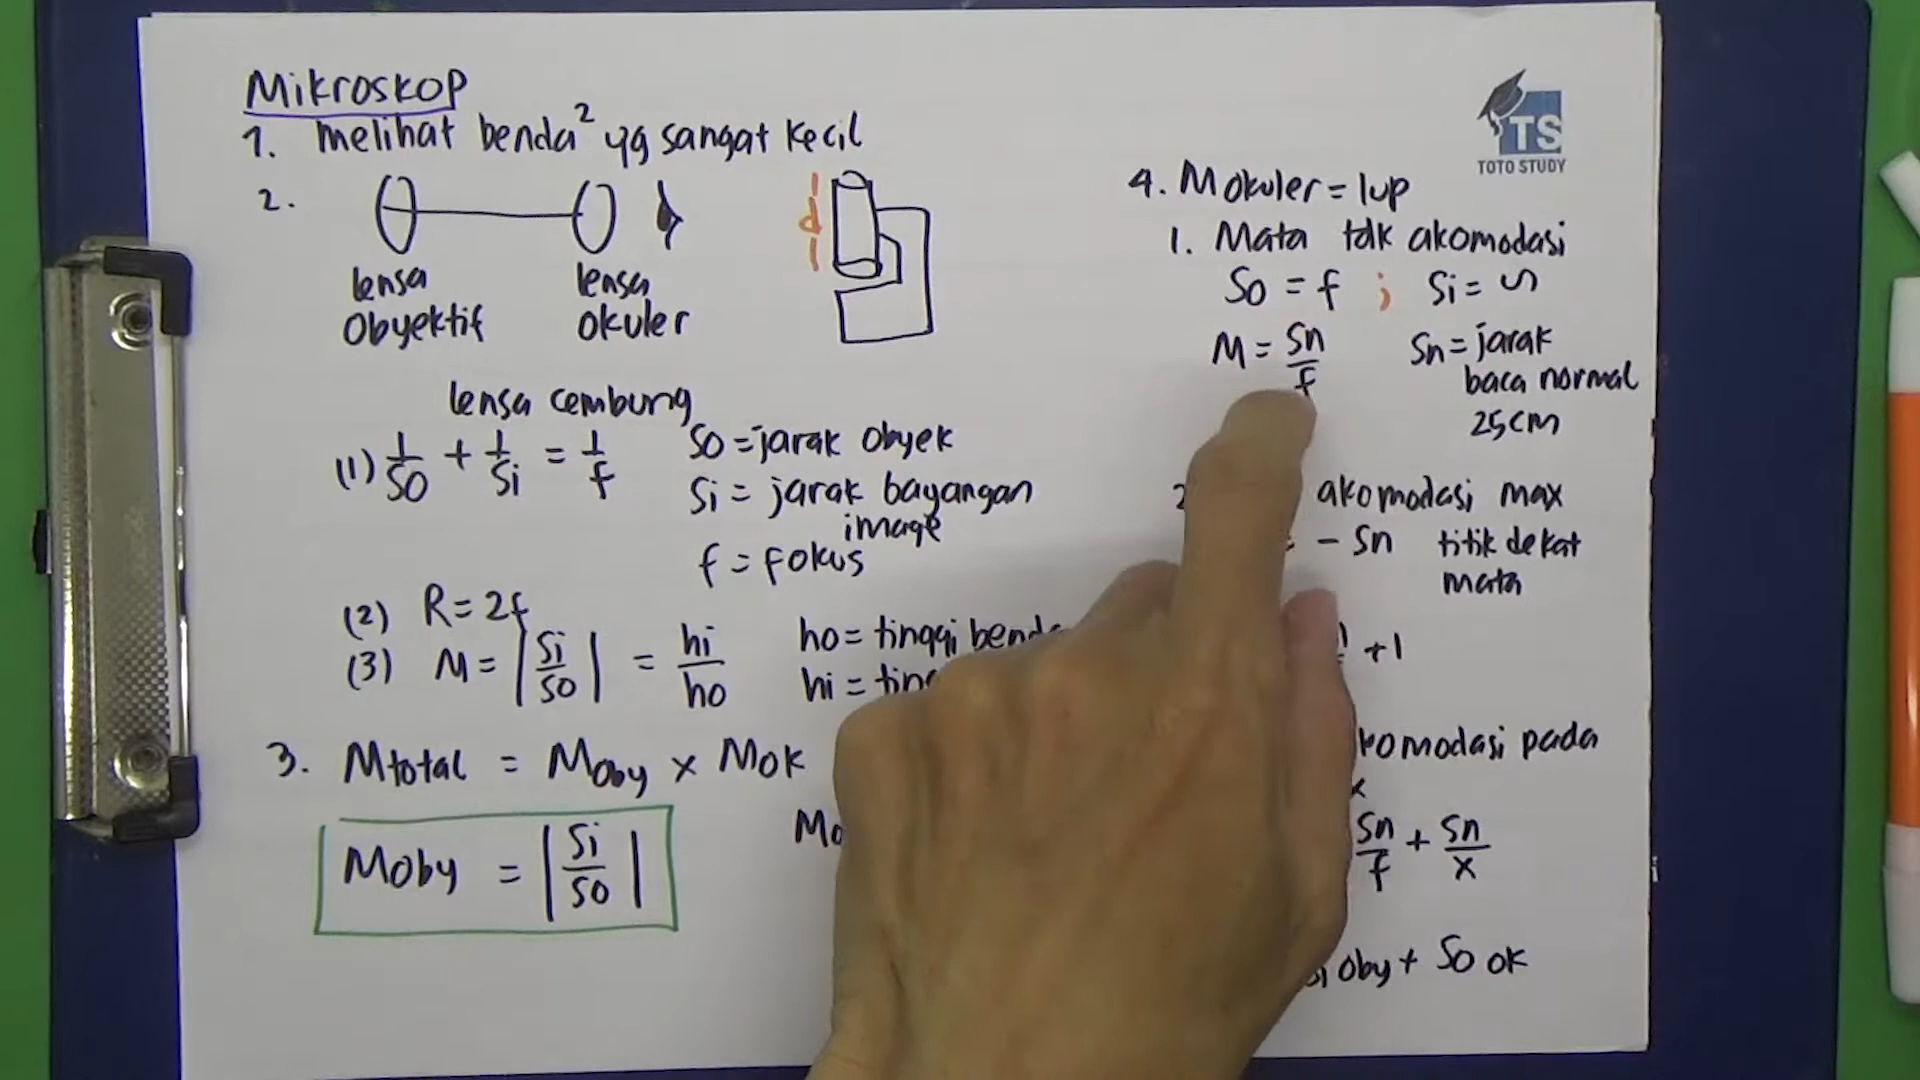 Mikroskop
1. melihat benda² yg sangat kecil
2.
lensa
Obyektif
lensa
okuler
d
lensa cembung
(1) 1/so + 1/si = 1/f
so = jarak obyek
si = jarak bayangan
image
f = fokus
(2) R = 2f
(3) M = |si/so| = hi/ho
ho = tinggi
hi =
3. Mtotal = Moby x Mok
Moby = |si/so|
TS
TOTO STUDY
4. Mokuler = lup
1. Mata tdk akomodasi
So = f ; Si = ∽
M = Sn/f
Sn = jarak
baca normal
25cm
akomodasi max
= - Sn
titik dekat
mata
+1
pada
x
Sn/f + Sn/x
oby + So ok